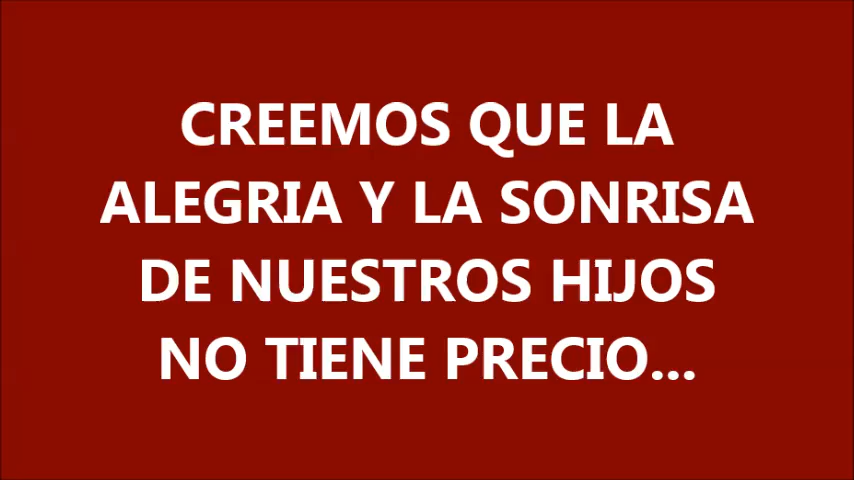 CREEMOS QUE LA
ALEGRIA Y LA SONRISA
DE NUESTROS HIJOS
NO TIENE PRECIO...